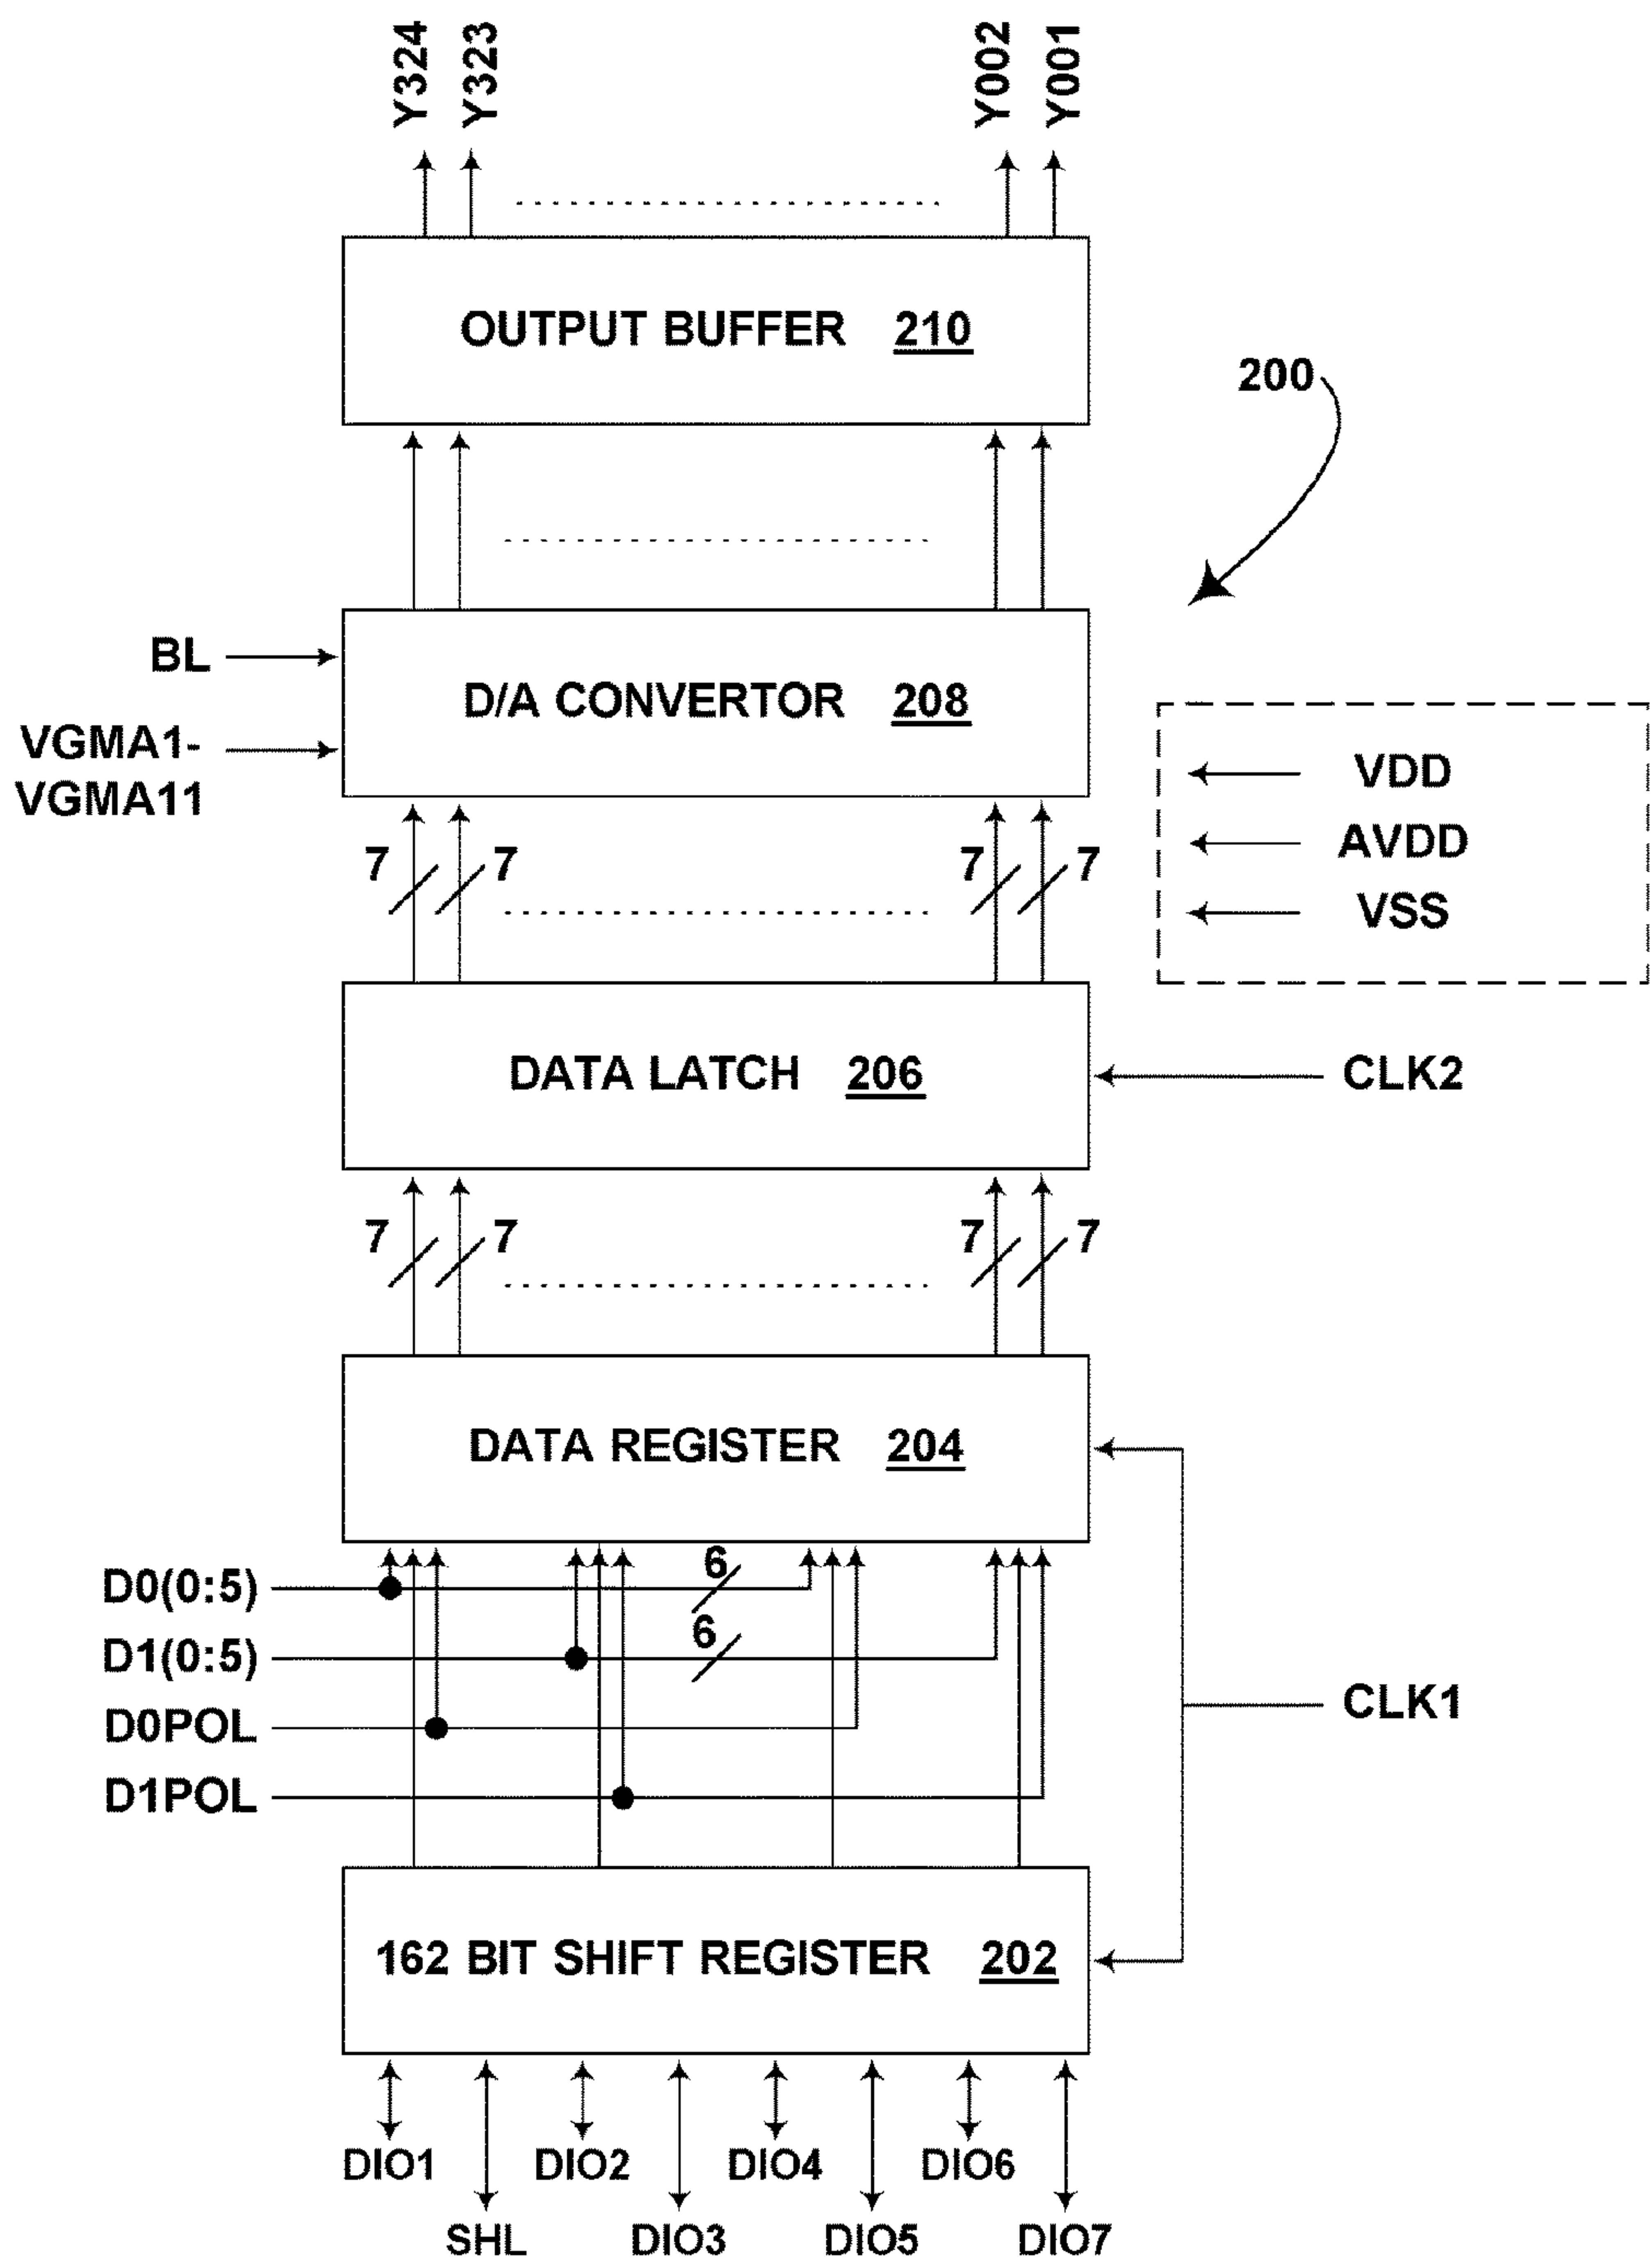 Y324
Y323
Y002
Y001
OUTPUT BUFFER 210
200
BL
D/A CONVERTOR 208
VGMA1-
VGMA11
VDD
AVDD
VSS
7
7
7
7
DATA LATCH 206
CLK2
7
7
7
7
DATA REGISTER 204
6
D0(0:5)
6
D1(0:5)
D0POL
CLK1
D1POL
162 BIT SHIFT REGISTER 202
DIO1
DIO2
DIO4
DIO6
SHL
DIO3
DIO5
DIO7